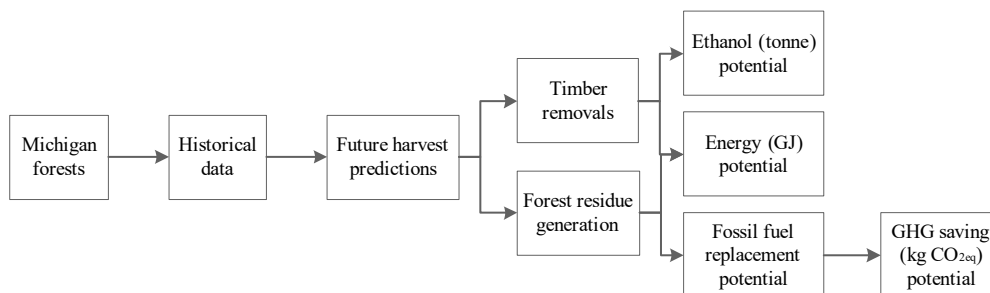 Michigan
forests
Historical
data
Future harvest
predictions
Timber
removals
Forest residue
generation
Ethanol (tonne)
potential
Energy (GJ)
potential
Fossil fuel
replacement
potential
GHG saving
(kg CO2eq)
potential